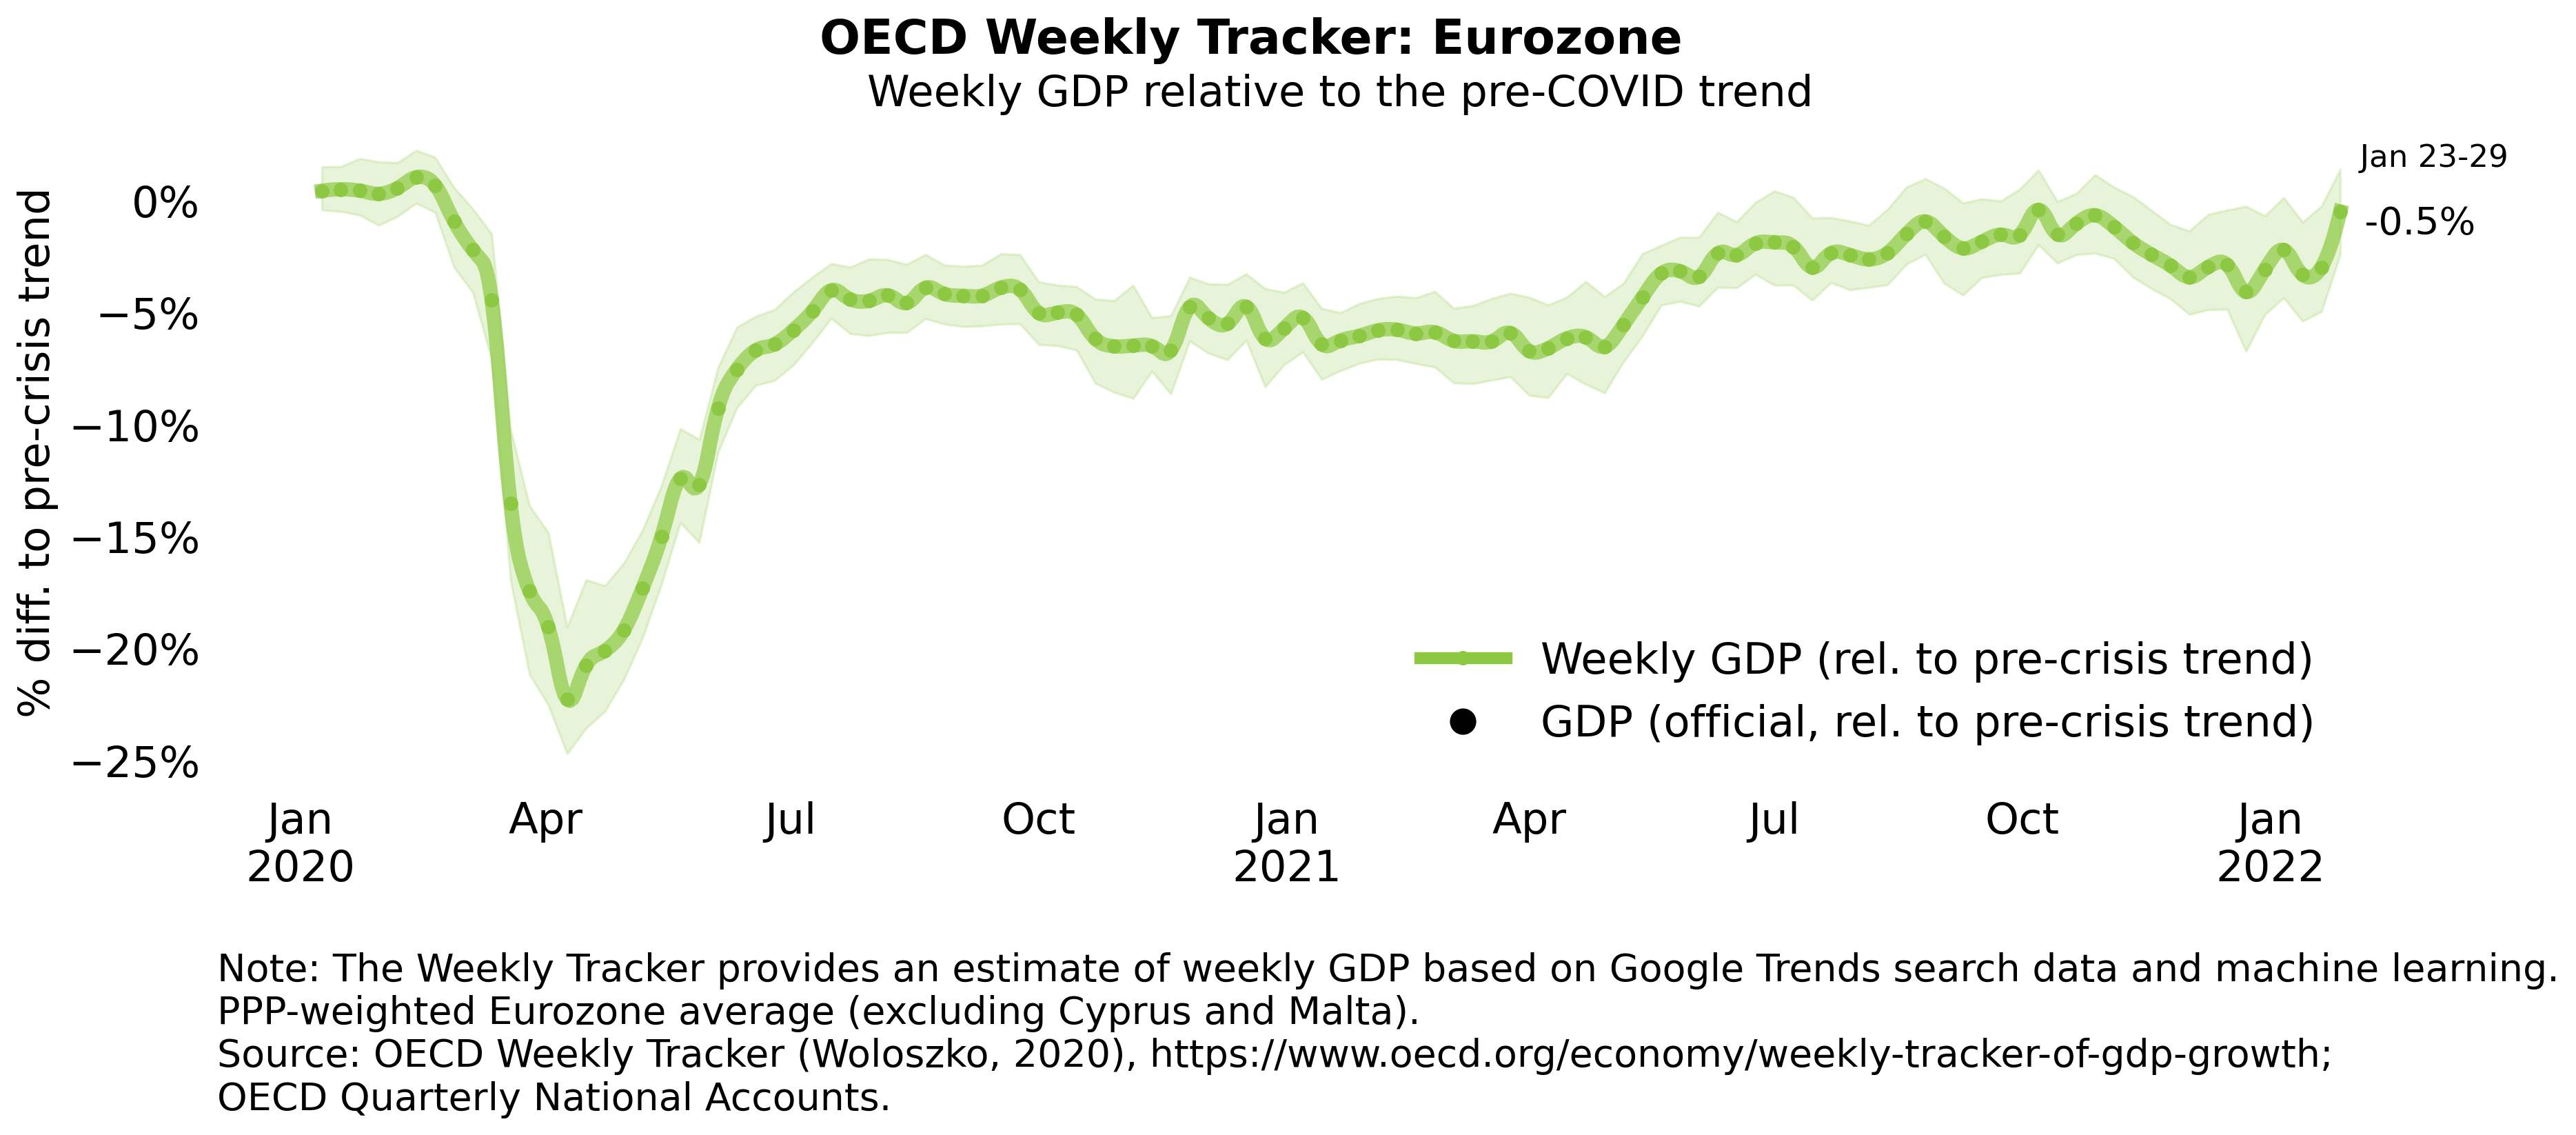 OECD Weekly Tracker: Eurozone
Weekly GDP relative to the pre-COVID trend
% diff. to pre-crisis trend
0%
−5%
−10%
−15%
−20%
−25%
Jan 23-29
-0.5%
Weekly GDP (rel. to pre-crisis trend)
GDP (official, rel. to pre-crisis trend)
Jan Apr Jul Oct Jan Apr Jul Oct Jan
2020 2021 2022
Note: The Weekly Tracker provides an estimate of weekly GDP based on Google Trends search data and machine learning.
PPP-weighted Eurozone average (excluding Cyprus and Malta).
Source: OECD Weekly Tracker (Woloszko, 2020), https://www.oecd.org/economy/weekly-tracker-of-gdp-growth;
OECD Quarterly National Accounts.